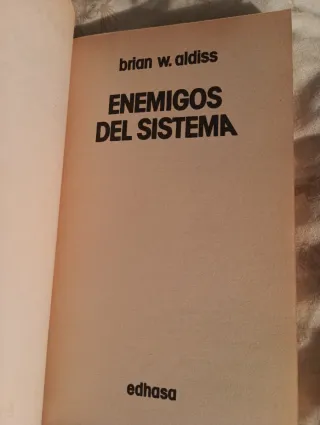 brian w. aldiss
ENEMIGOS
DEL SISTEMA
edhasa